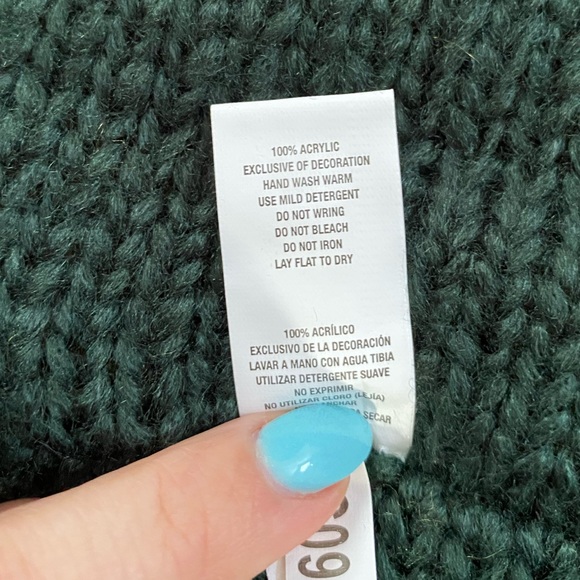 100% ACRYLIC
EXCLUSIVE OF DECORATION
HAND WASH WARM
USE MILD DETERGENT
DO NOT WRING
DO NOT BLEACH
DO NOT IRON
LAY FLAT TO DRY
100% ACRÍLICO
EXCLUSIVO DE LA DECORACIÓN
LAVAR A MANO CON AGUA TIBIA
UTILIZAR DETERGENTE SUAVE
NO EXPRIMIR
NO UTILIZAR CLORO (LEJÍA)
SECAR
609